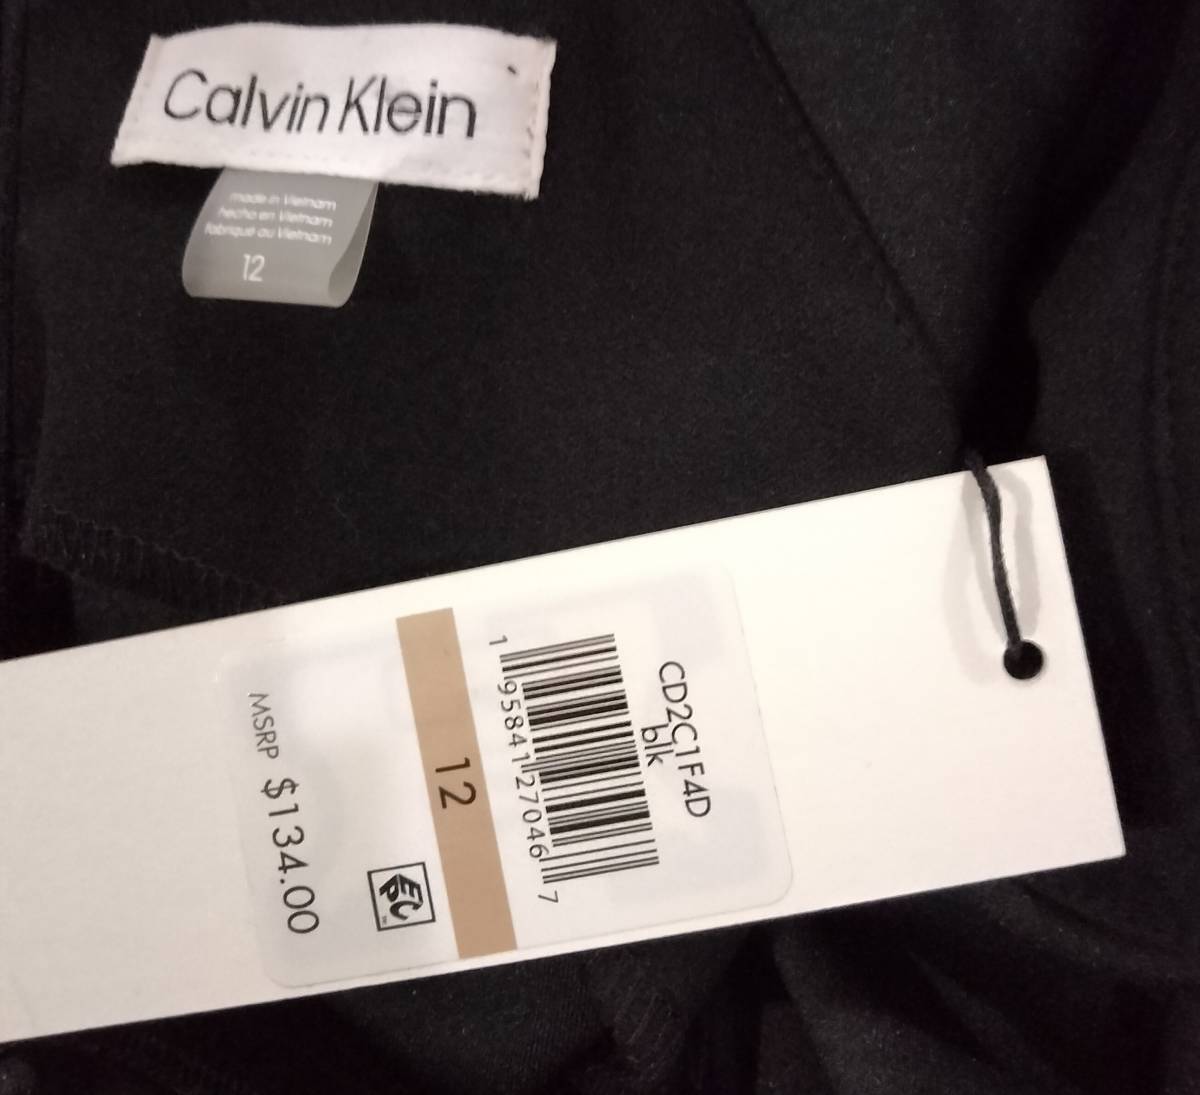 Calvin Klein
made in Vietnam
hecho en Vietnam
fabriqué au Vietnam
12
CD2C1F4D
blk
1 95841 27046 7
12
EPC
MSRP $134.00